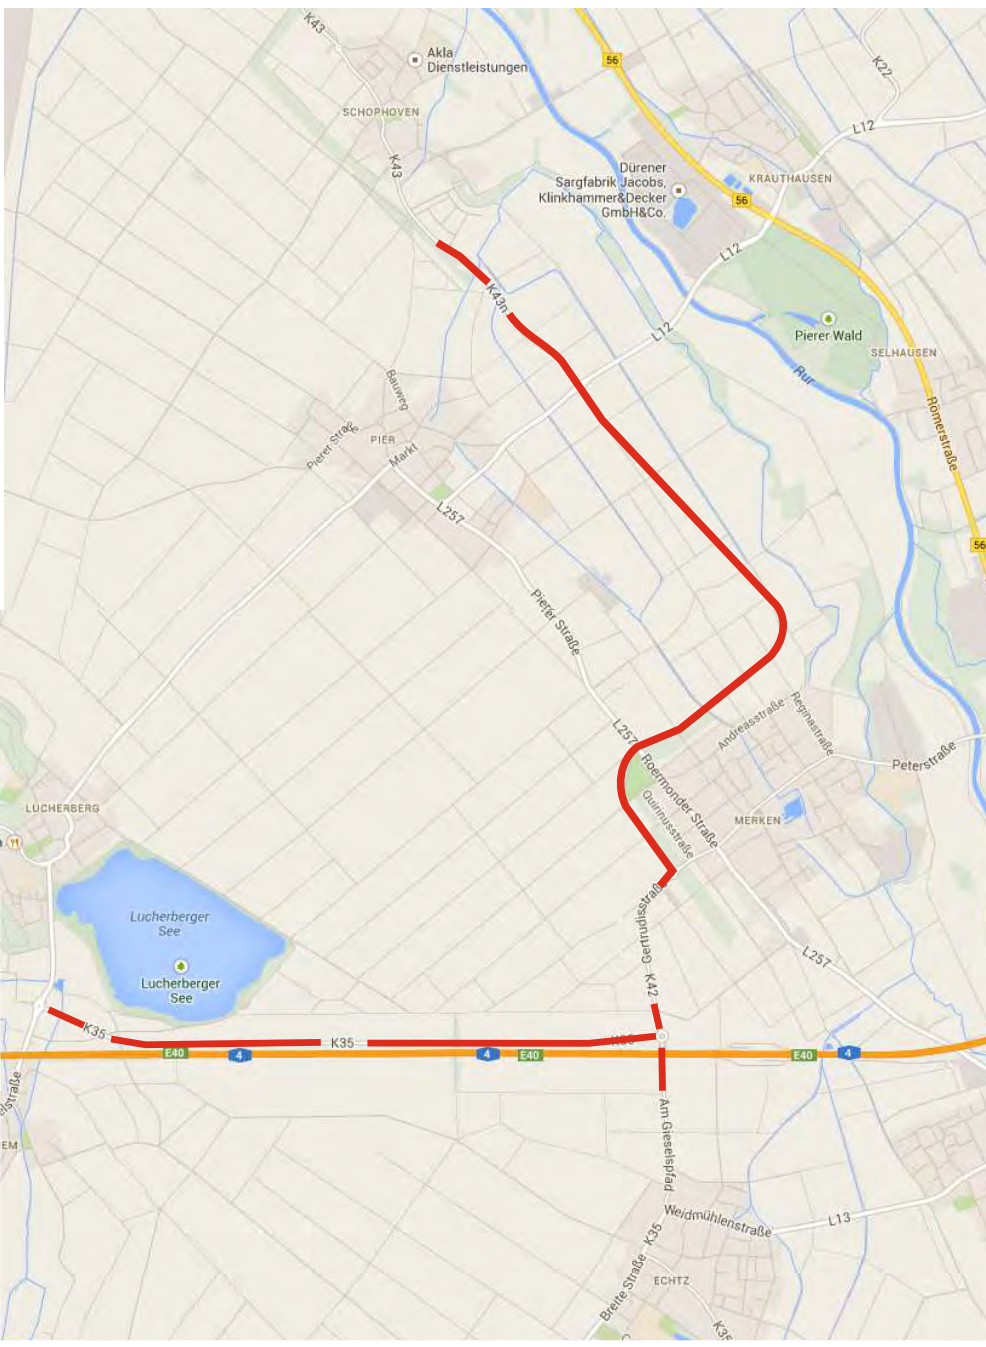 K43
Akla
Dienstleistungen
56
K22
SCHOPHOVEN
L12
K43
Dürener
Sargfabrik Jacobs,
Klinkhammer&Decker
GmbH&Co.
KRAUTHAUSEN
56
L12
K43n
L12
Pierer Wald
SELHAUSEN
Rur
Bauweg
Römerstraße
Pierer Straße
PIER
Markt
L257
56
Pierer Straße
L257
Andreasstraße
Reginastraße
Roermonder Straße
Peterstraße
Quirinusstraße
LUCHERBERG
MERKEN
Lucherberger
See
Gertrudisstraße
L257
Lucherberger
See
K42
K35
K35
E40
4
4
E40
E40
4
Am Gieselspfad
Weidmühlenstraße
L13
K35
Breite Straße
ECHTZ
K35